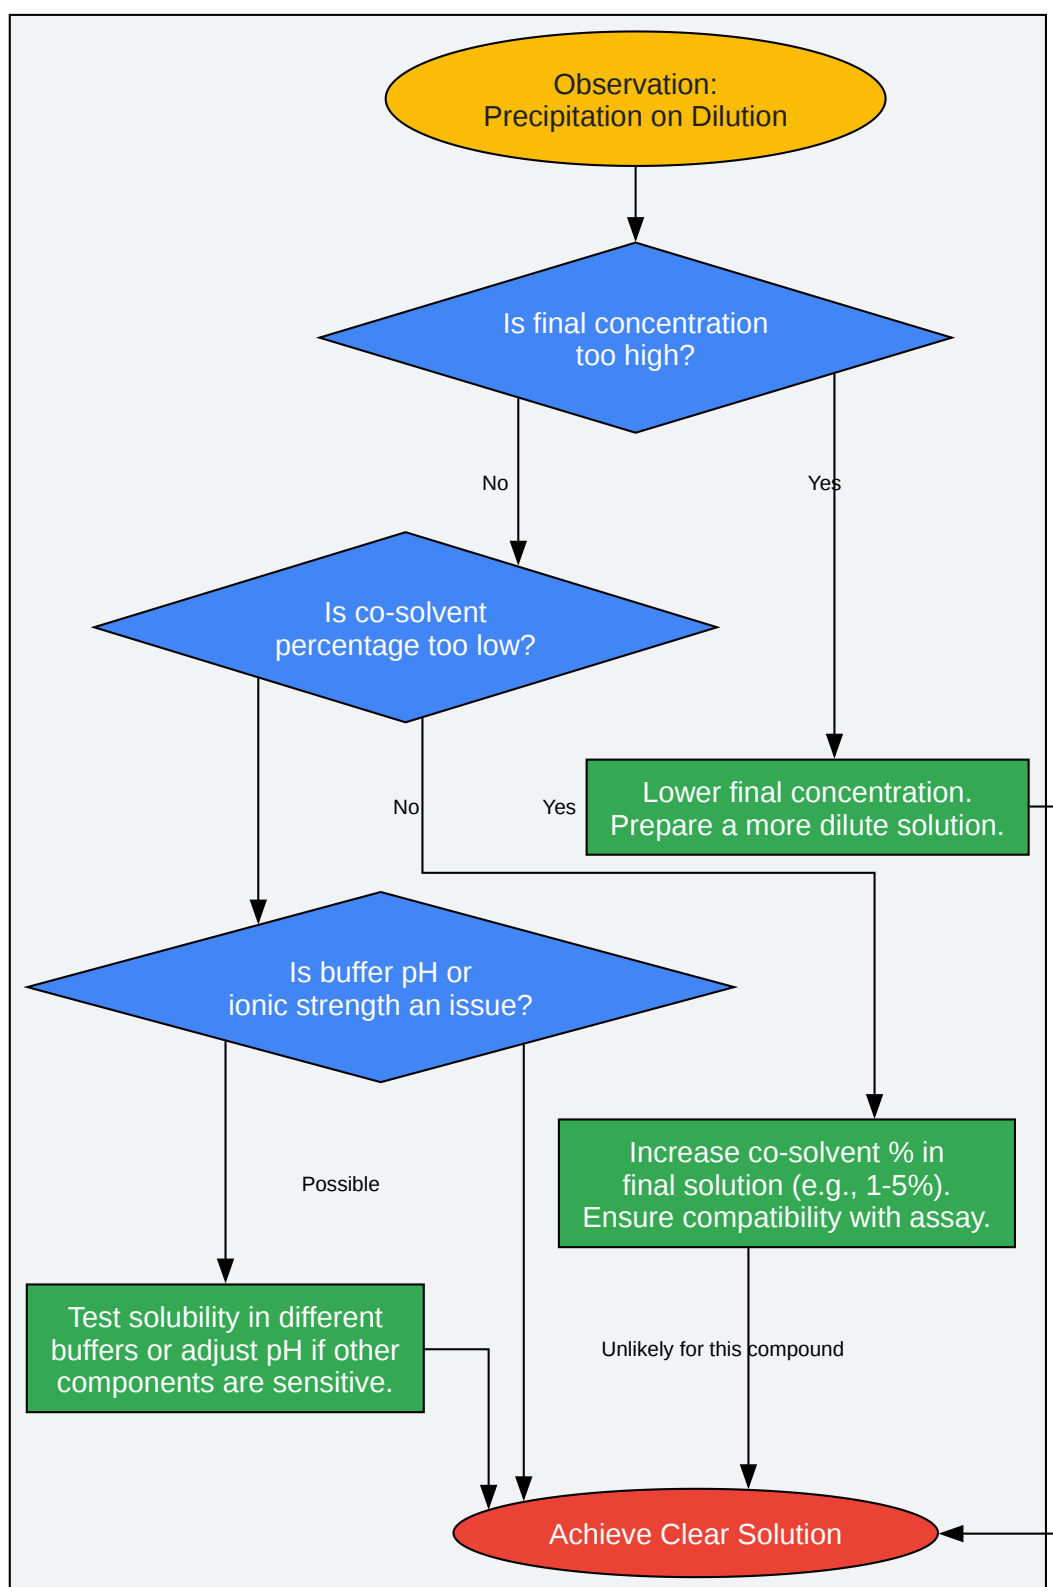 Observation:
Precipitation on Dilution
Is final concentration
too high?
No
Yes
Is co-solvent
percentage too low?
No
Yes
Lower final concentration.
Prepare a more dilute solution.
Is buffer pH or
ionic strength an issue?
Possible
Increase co-solvent % in
final solution (e.g., 1-5%).
Ensure compatibility with assay.
Test solubility in different
buffers or adjust pH if other
components are sensitive.
Unlikely for this compound
Achieve Clear Solution